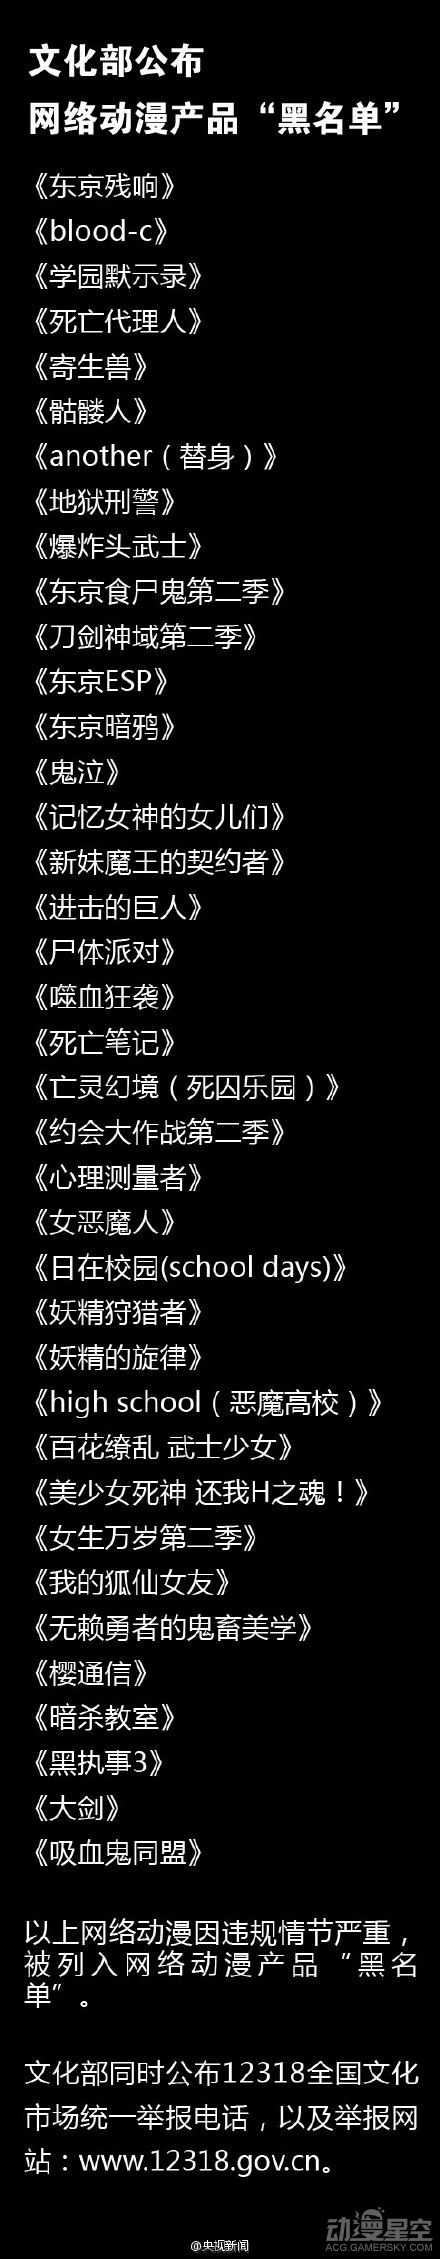 文化部公布
网络动漫产品“黑名单”
《东京残响》
《blood-c》
《学园默示录》
《死亡代理人》
《寄生兽》
《骷髅人》
《another（替身）》
《地狱刑警》
《爆炸头武士》
《东京食尸鬼第二季》
《刀剑神域第二季》
《东京ESP》
《东京暗鸦》
《鬼泣》
《记忆女神的女儿们》
《新妹魔王的契约者》
《进击的巨人》
《尸体派对》
《噬血狂袭》
《死亡笔记》
《亡灵幻境（死囚乐园）》
《约会大作战第二季》
《心理测量者》
《女恶魔人》
《日在校园(school days)》
《妖精狩猎者》
《妖精的旋律》
《high school（恶魔高校）》
《百花缭乱 武士少女》
《美少女死神 还我H之魂！》
《女生万岁第二季》
《我的狐仙女友》
《无赖勇者的鬼畜美学》
《樱通信》
《暗杀教室》
《黑执事3》
《大剑》
《吸血鬼同盟》
以上网络动漫因违规情节严重，
被列入网络动漫产品“黑名
单”。
文化部同时公布12318全国文化
市场统一举报电话，以及举报网
站：www.12318.gov.cn。
动漫星空
ACG.GAMERSKY.COM
@央视新闻